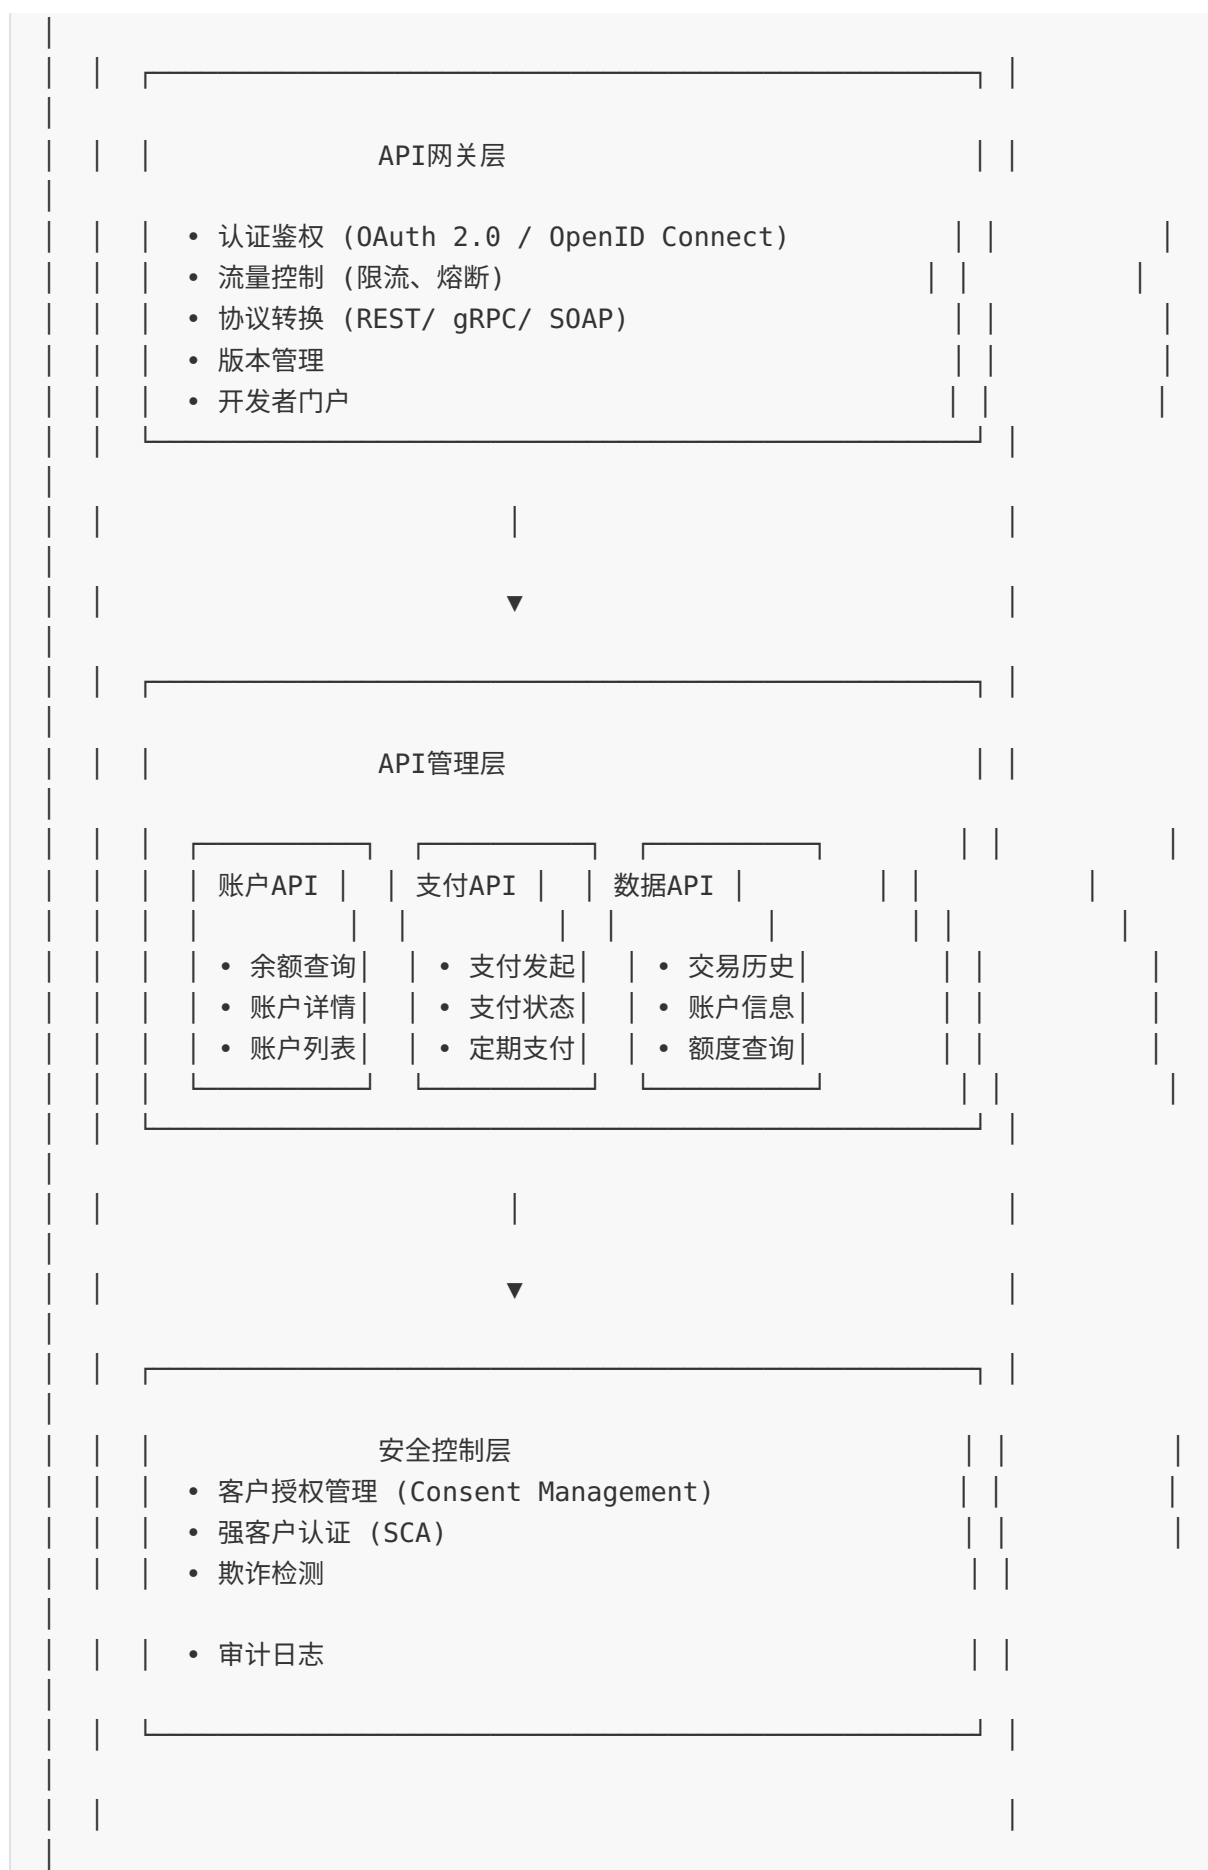 API网关层
• 认证鉴权 (OAuth 2.0 / OpenID Connect)
• 流量控制 (限流、熔断)
• 协议转换 (REST/ gRPC/ SOAP)
• 版本管理
• 开发者门户
▼
API管理层
账户API 支付API 数据API
• 余额查询 • 支付发起 • 交易历史
• 账户详情 • 支付状态 • 账户信息
• 账户列表 • 定期支付 • 额度查询
▼
安全控制层
• 客户授权管理 (Consent Management)
• 强客户认证 (SCA)
• 欺诈检测
• 审计日志